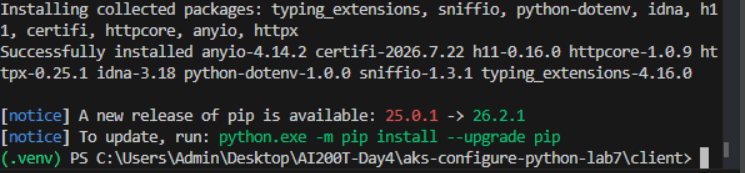 Installing collected packages: typing_extensions, sniffio, python-dotenv, idna, h1
1, certifi, httpcore, anyio, httpx
Successfully installed anyio-4.14.2 certifi-2026.7.22 h11-0.16.0 httpcore-1.0.9 ht
tpx-0.25.1 idna-3.18 python-dotenv-1.0.0 sniffio-1.3.1 typing_extensions-4.16.0
[notice] A new release of pip is available: 25.0.1 -> 26.2.1
[notice] To update, run: python.exe -m pip install --upgrade pip
(.venv) PS C:\Users\Admin\Desktop\AI200T-Day4\aks-configure-python-lab7\client>